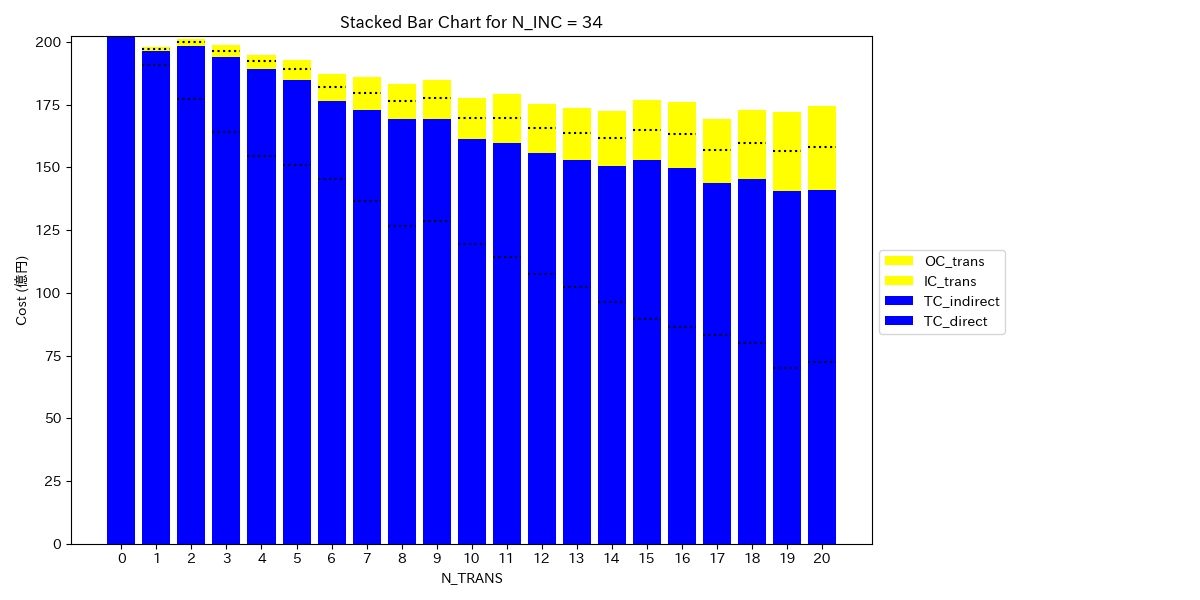 Stacked Bar Chart for N_INC = 34
Cost (億円)
200
175
150
125
100
75
50
25
0
0 1 2 3 4 5 6 7 8 9 10 11 12 13 14 15 16 17 18 19 20
N_TRANS
OC_trans
IC_trans
TC_indirect
TC_direct